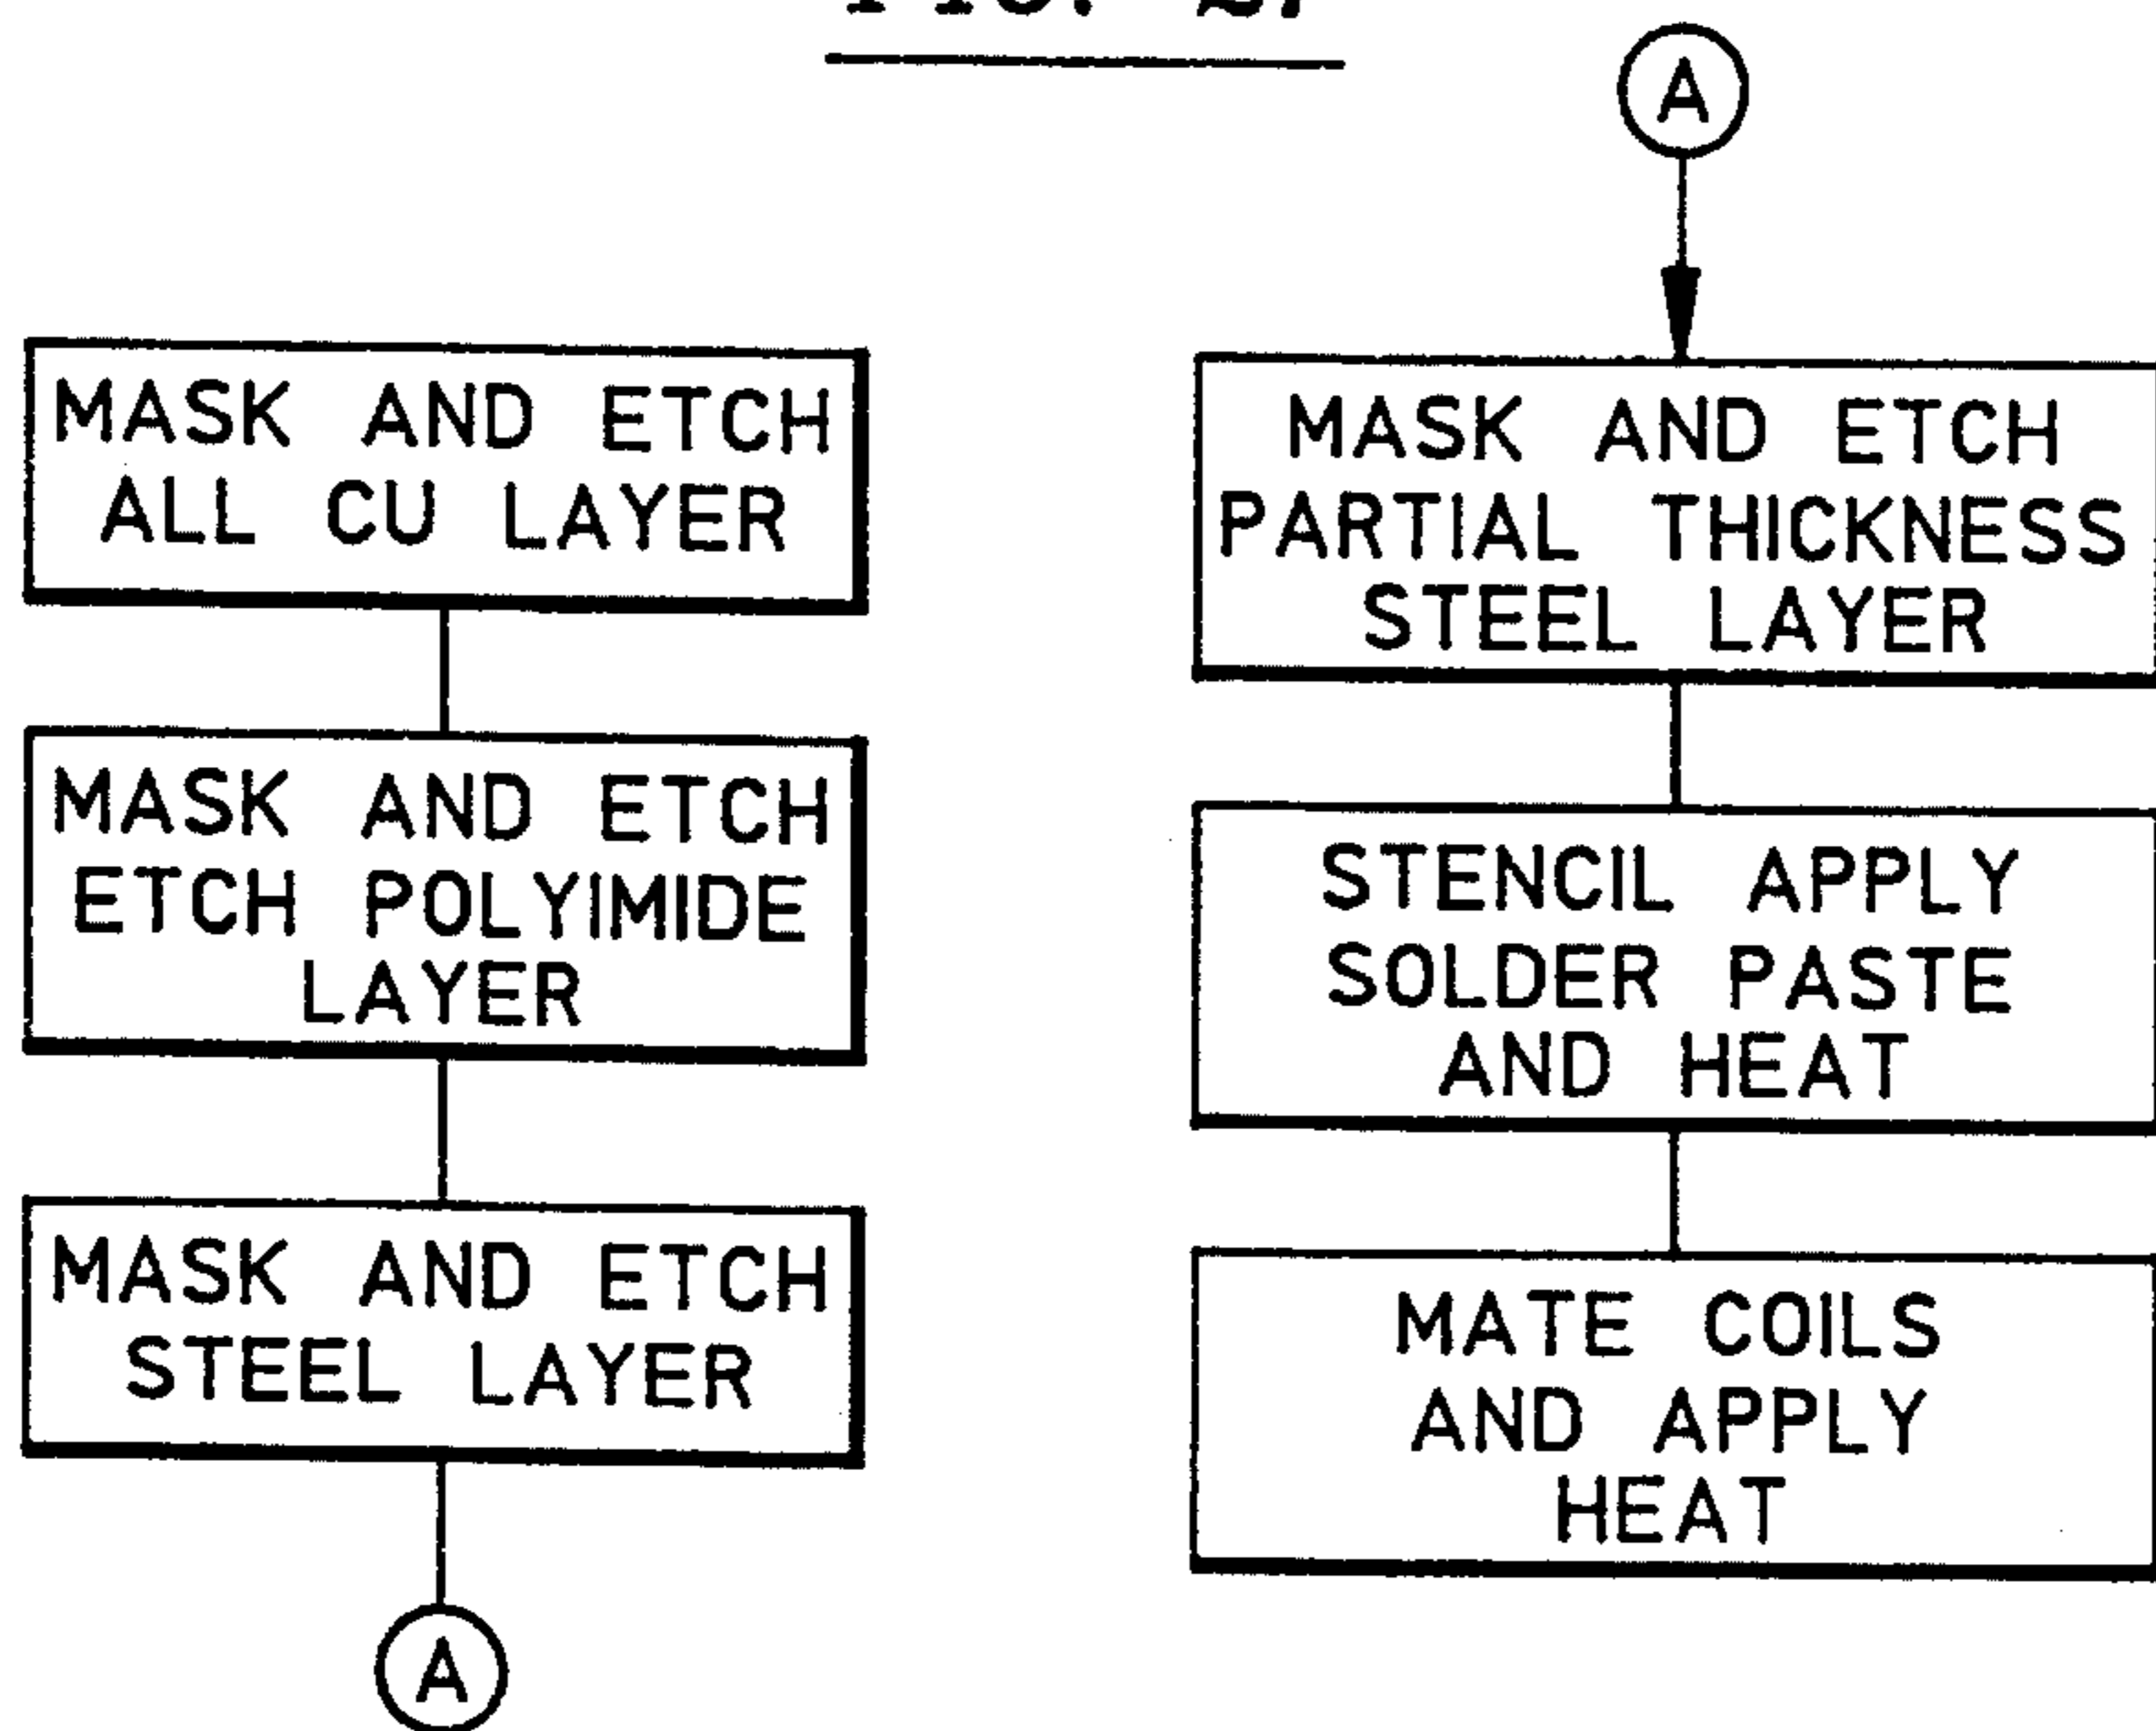 MASK AND ETCH
ALL CU LAYER
MASK AND ETCH
ETCH POLYIMIDE
LAYER
MASK AND ETCH
STEEL LAYER
A
A
MASK AND ETCH
PARTIAL THICKNESS
STEEL LAYER
STENCIL APPLY
SOLDER PASTE
AND HEAT
MATE COILS
AND APPLY
HEAT